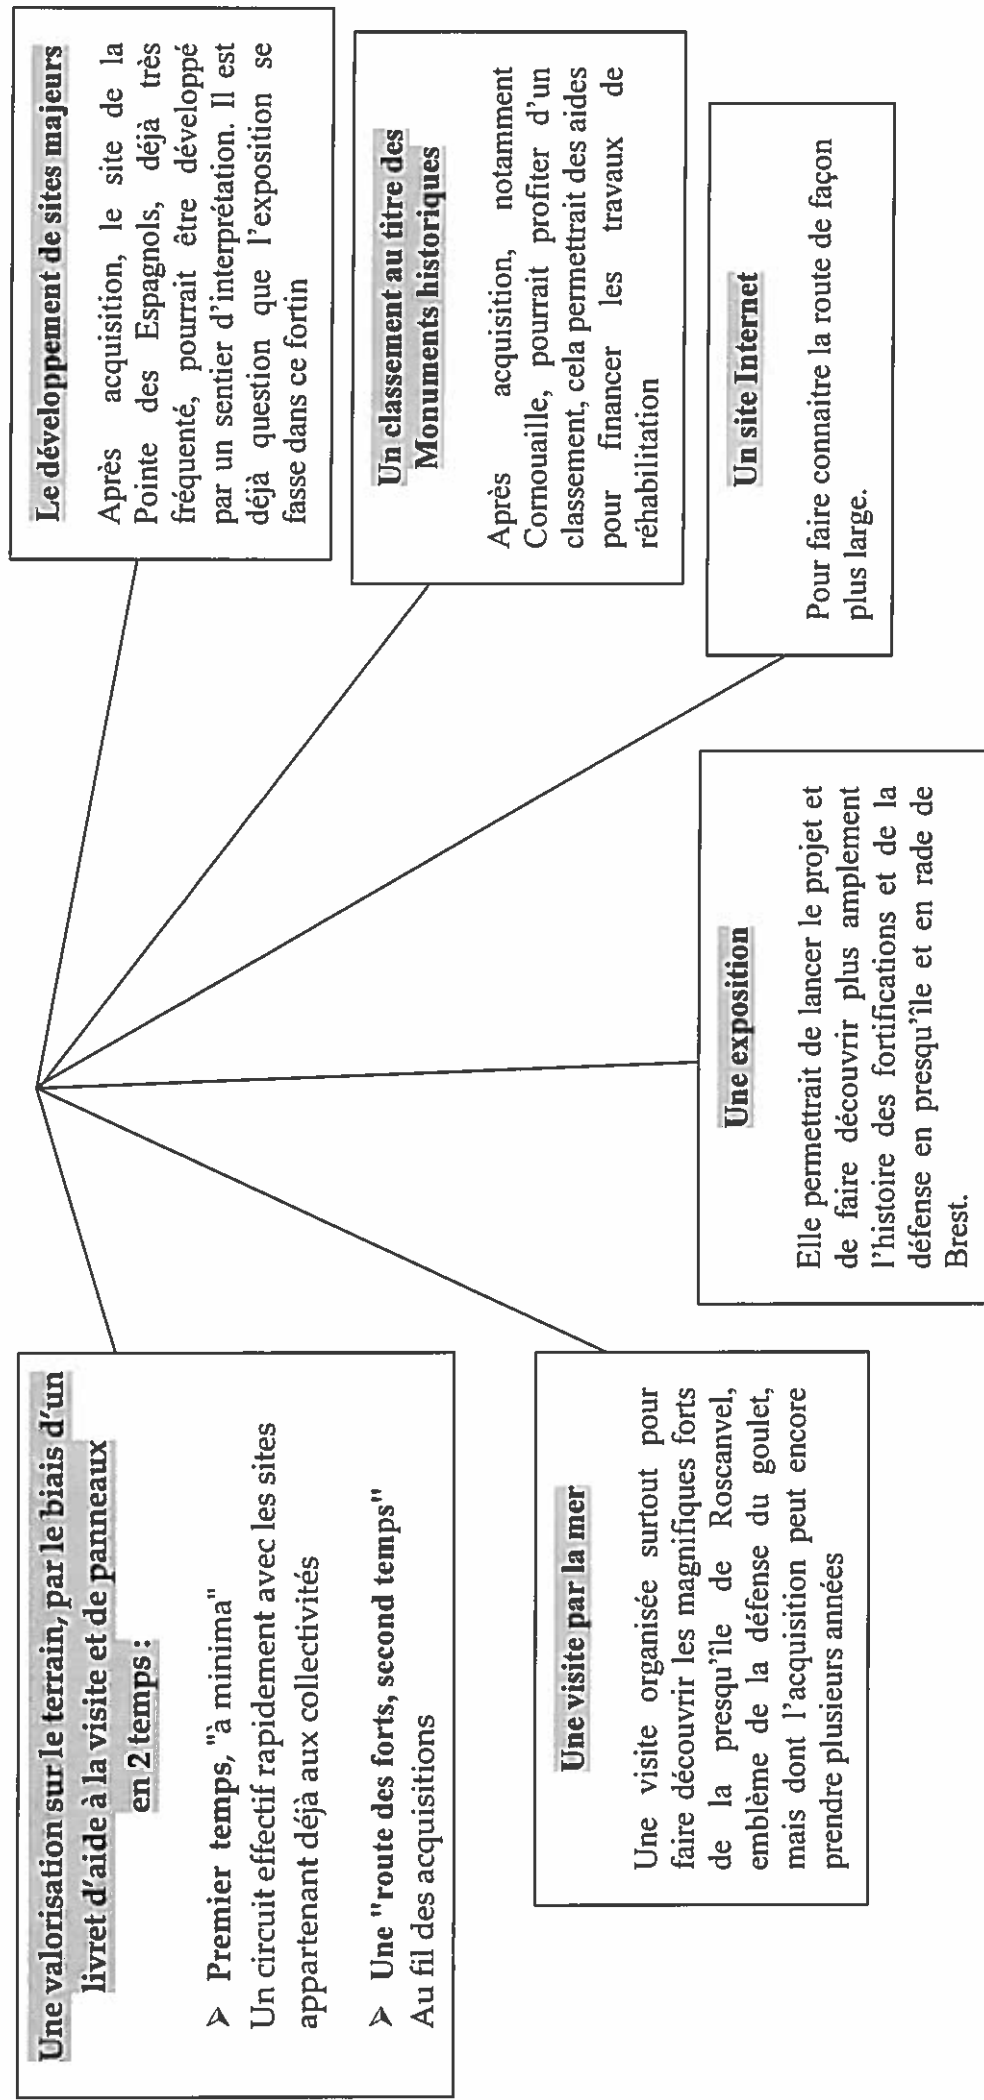 Une valorisation sur le terrain, par le biais d'un
livret d'aide à la visite et de panneaux
en 2 temps :
➢ Premier temps, "à minima"
Un circuit effectif rapidement avec les sites
appartenant déjà aux collectivités
➢ Une "route des forts, second temps"
Au fil des acquisitions
Une visite par la mer
Une visite organisée surtout pour
faire découvrir les magnifiques forts
de la presqu'île de Roscanvel,
emblème de la défense du goulet,
mais dont l'acquisition peut encore
prendre plusieurs années
Une exposition
Elle permettrait de lancer le projet et
de faire découvrir plus amplement
l'histoire des fortifications et de la
défense en presqu'île et en rade de
Brest.
Un site Internet
Pour faire connaitre la route de façon
plus large.
Un classement au titre des
Monuments historiques
Après acquisition, notamment
Cornouaille, pourrait profiter d'un
classement, cela permettrait des aides
pour financer les travaux de
réhabilitation
Le développement de sites majeurs
Après acquisition, le site de la
Pointe des Espagnols, déjà très
fréquenté, pourrait être développé
par un sentier d'interprétation. Il est
déjà question que l'exposition se
fasse dans ce fortin